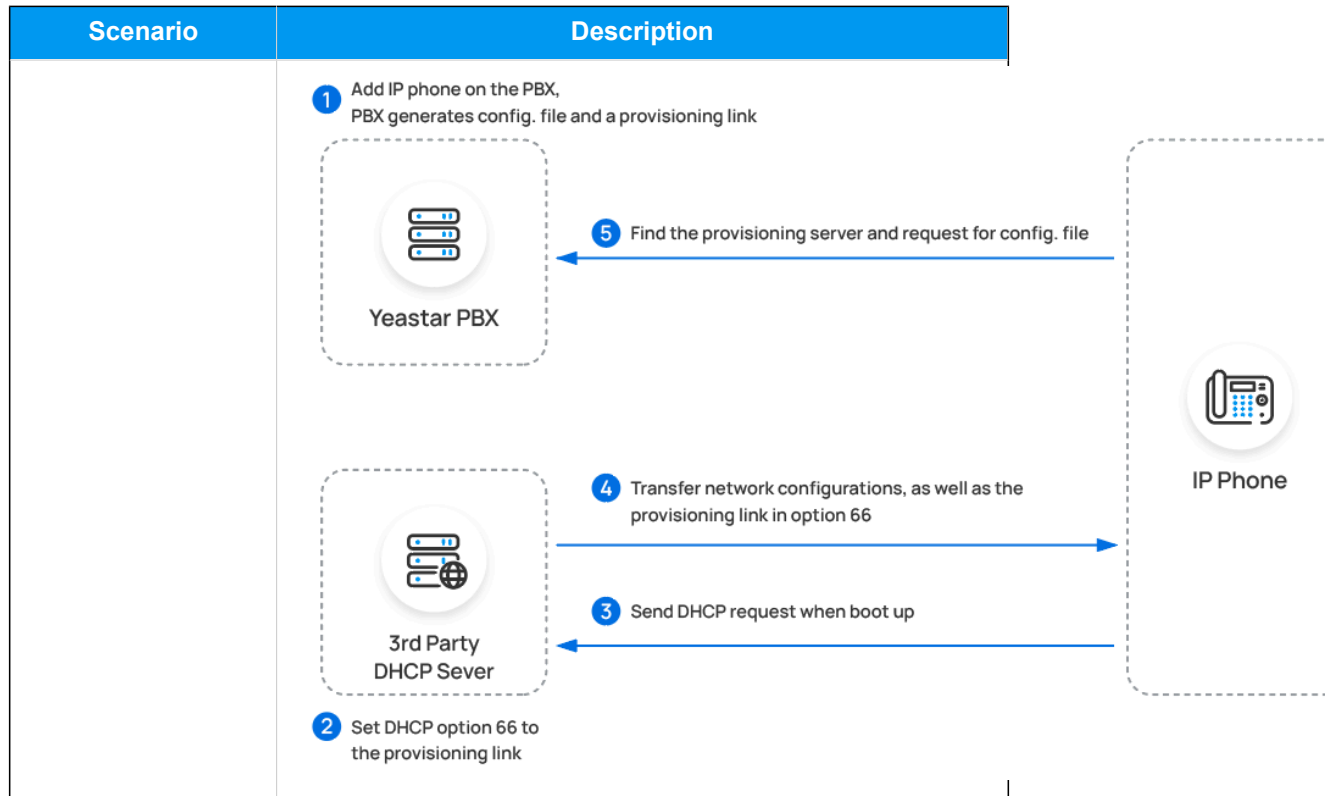 Scenario
Description
1
Add IP phone on the PBX,
PBX generates config. file and a provisioning link
Yeastar PBX
5
Find the provisioning server and request for config. file
IP Phone
4
Transfer network configurations, as well as the
provisioning link in option 66
3
Send DHCP request when boot up
3rd Party
DHCP Sever
2
Set DHCP option 66 to
the provisioning link